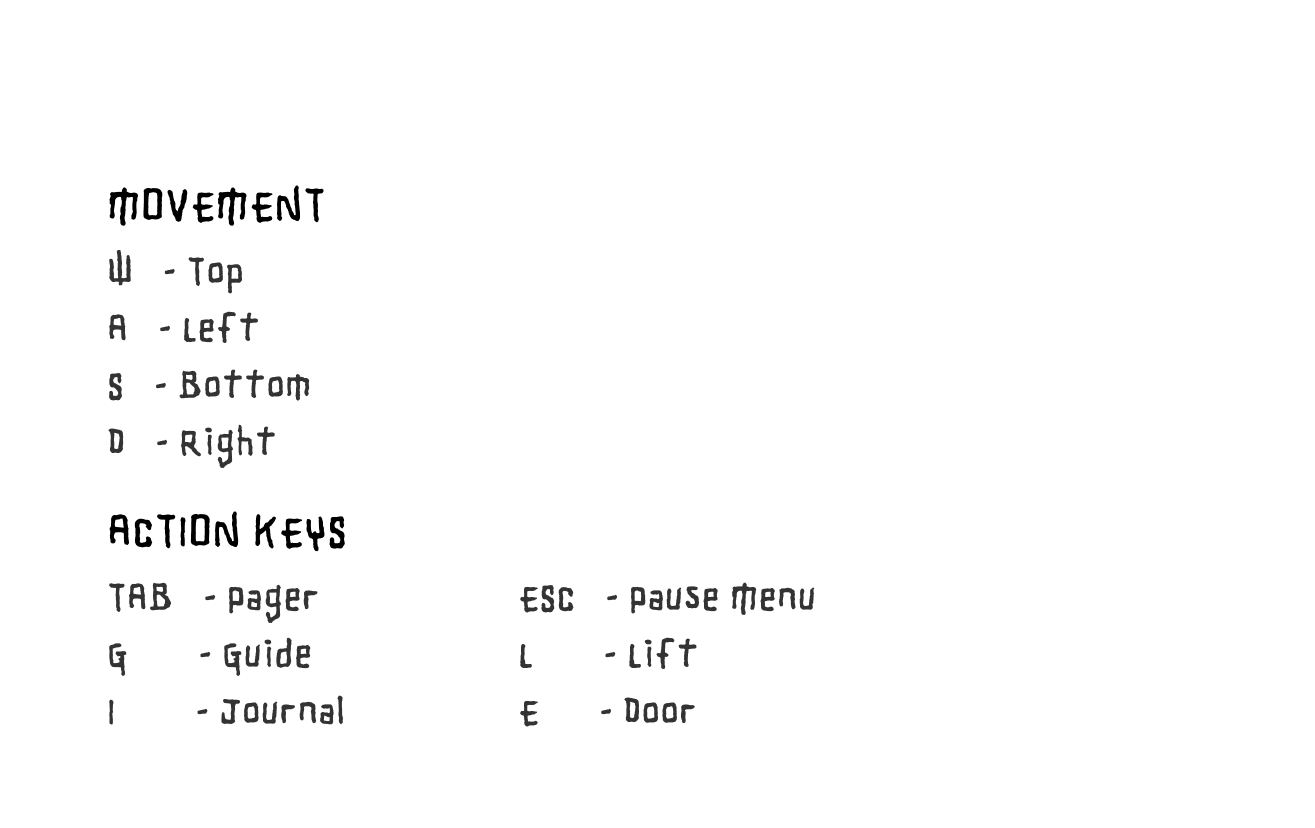 MOVEMENT
W - Top
A - Left
S - Bottom
D - Right
ACTION KEYS
TAB - Pager
G - Guide
I - Journal
ESC - Pause Menu
L - Lift
E - Door